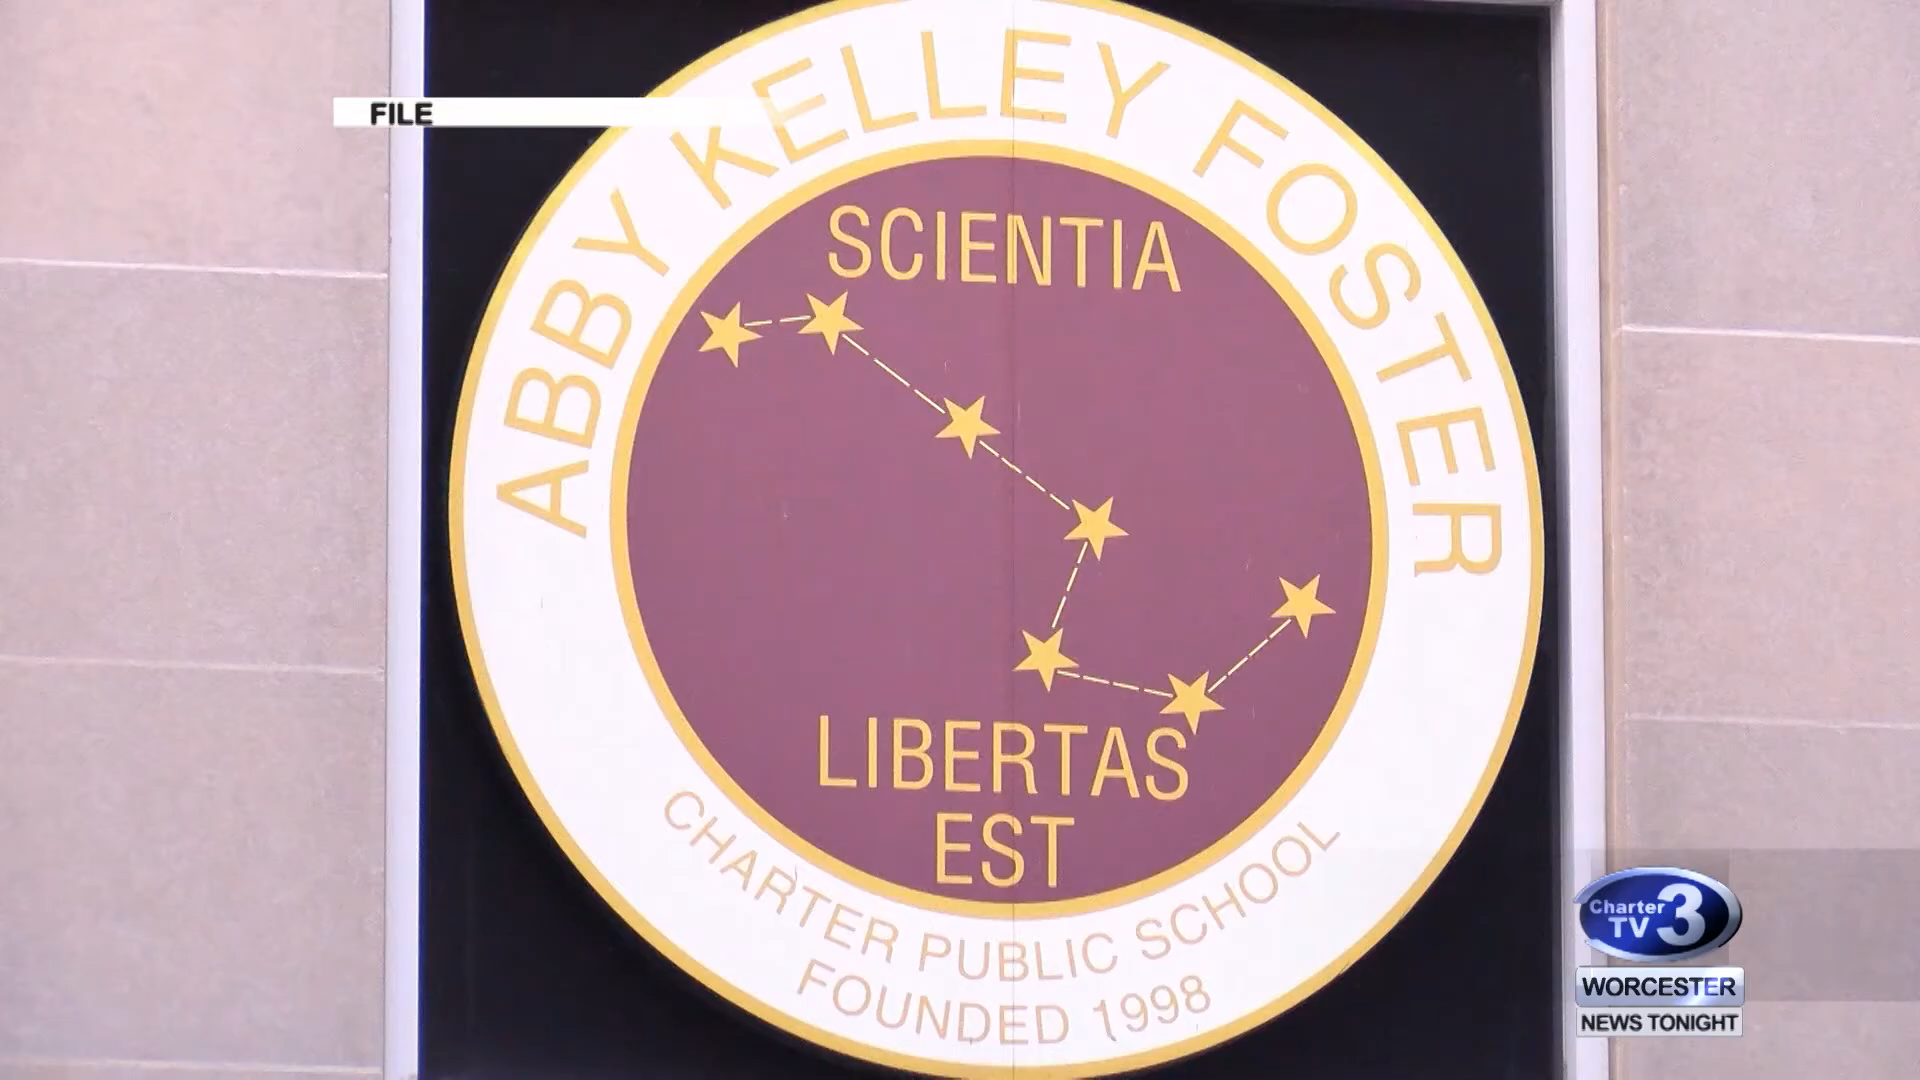 FILE
ABBY KELLEY FOSTER
SCIENTIA
LIBERTAS
EST
CHARTER PUBLIC SCHOOL
FOUNDED 1998
Charter
TV 3
WORCESTER
NEWS TONIGHT